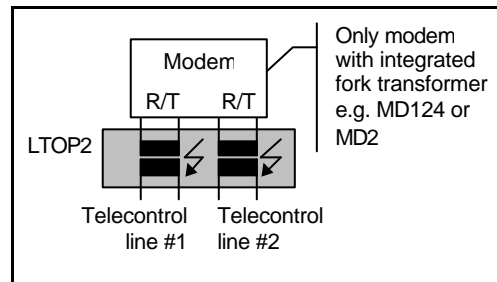 Modem
R/T R/T
Only modem
with integrated
fork transformer
e.g. MD124 or
MD2
LTOP2
Telecontrol
line #1
Telecontrol
line #2